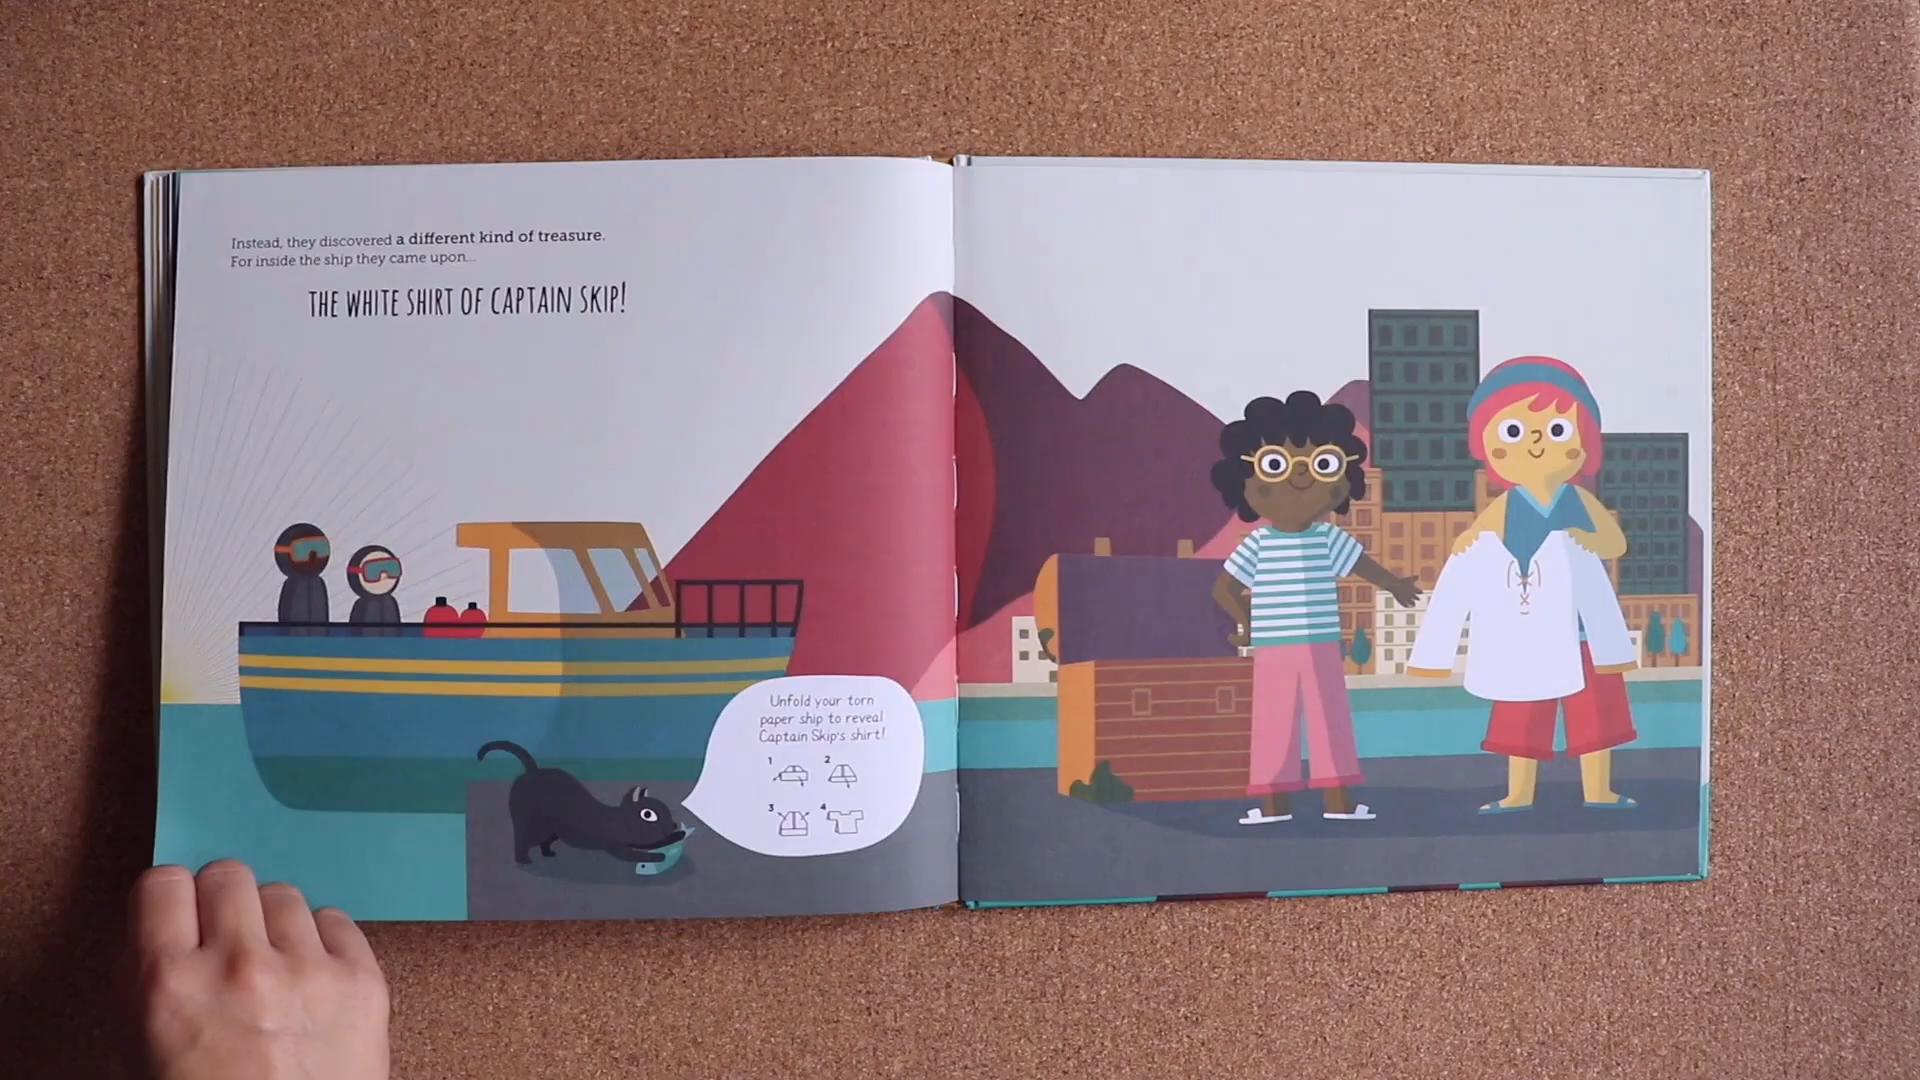 Instead, they discovered a different kind of treasure.
For inside the ship they came upon...
THE WHITE SHIRT OF CAPTAIN SKIP!
Unfold your torn
paper ship to reveal
Captain Skip's shirt!
1 2
3 4